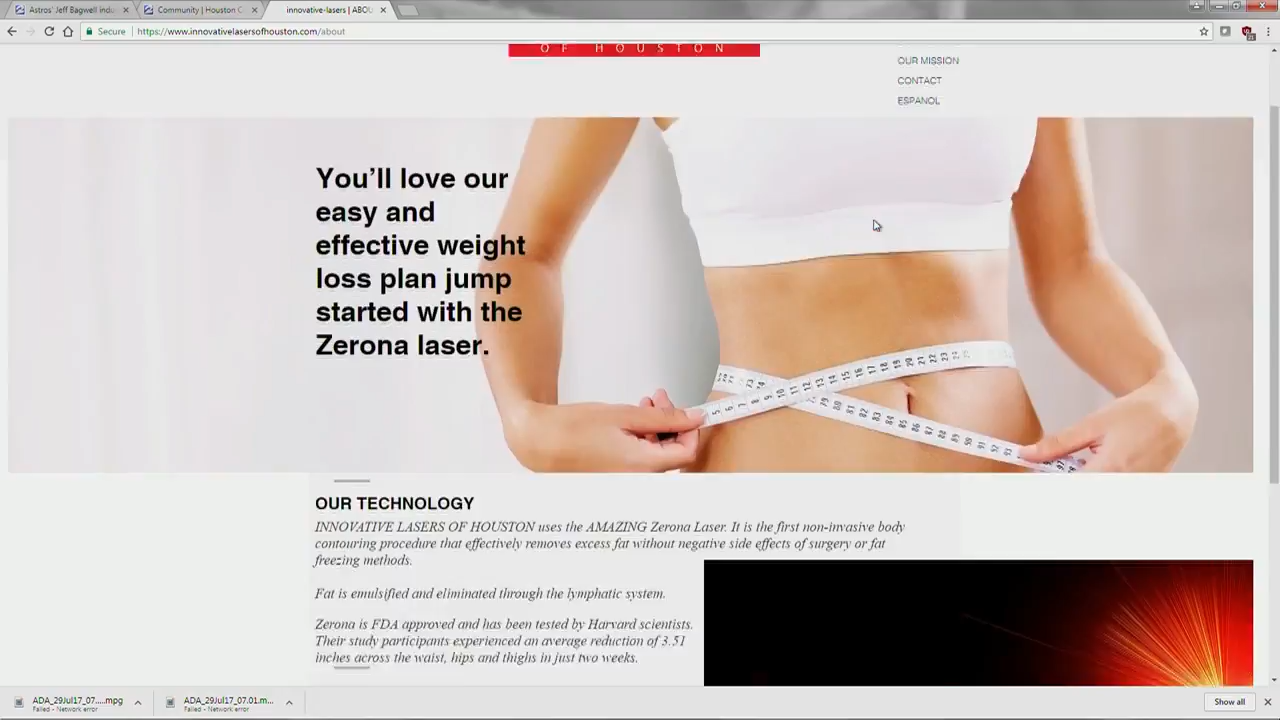 Astros' Jeff Bagwell indu
Community | Houston C
innovative-lasers | ABOU
Secure
https://www.innovativelasersofhouston.com/about
OF HOUSTON
OUR MISSION
CONTACT
ESPANOL
You'll love our
easy and
effective weight
loss plan jump
started with the
Zerona laser.
OUR TECHNOLOGY
INNOVATIVE LASERS OF HOUSTON uses the AMAZING Zerona Laser. It is the first non-invasive body
contouring procedure that effectively removes excess fat without negative side effects of surgery or fat
freezing methods.
Fat is emulsified and eliminated through the lymphatic system.
Zerona is FDA approved and has been tested by Harvard scientists.
Their study participants experienced an average reduction of 3.51
inches across the waist, hips and thighs in just two weeks.
ADA_29Jul17_07....mpg
Failed - Network error
ADA_29Jul17_07.01.m...
Failed - Network error
Show all